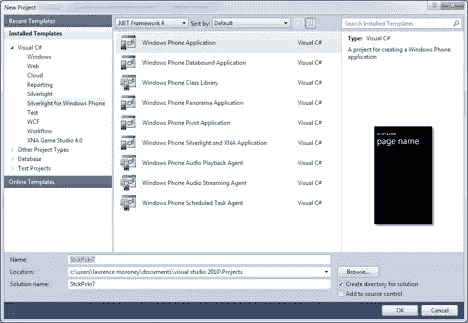 New Project
Recent Templates
.NET Framework 4
Sort by:
Default
Search Installed Templates
Installed Templates
Visual C#
Windows
Web
Cloud
Reporting
Silverlight
Silverlight for Windows Phone
Test
WCF
Workflow
XNA Game Studio 4.0
Other Project Types
Database
Test Projects
Online Templates
Windows Phone Application Visual C#
Windows Phone Databound Application Visual C#
Windows Phone Class Library Visual C#
Windows Phone Panorama Application Visual C#
Windows Phone Pivot Application Visual C#
Windows Phone Silverlight and XNA Application Visual C#
Windows Phone Audio Playback Agent Visual C#
Windows Phone Audio Streaming Agent Visual C#
Windows Phone Scheduled Task Agent Visual C#
Type: Visual C#
A project for creating a Windows Phone
application
page name
Name: StckPckr7
Location: c:\users\laurence moroney\documents\visual studio 2010\Projects
Browse...
Solution name: StckPckr7
Create directory for solution
Add to source control
OK
Cancel